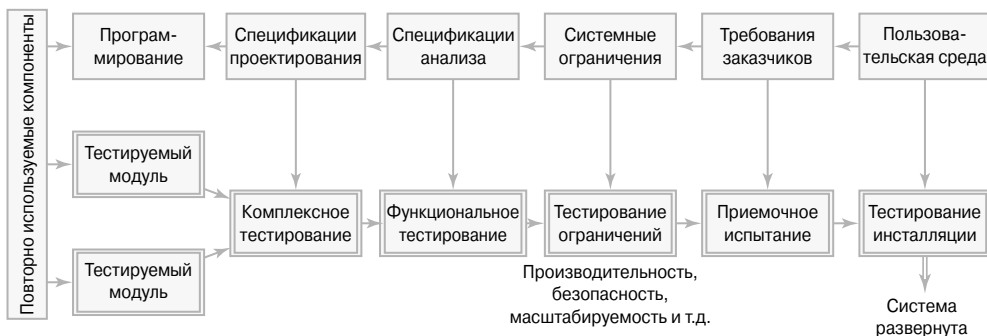 Повторно используемые компоненты
Програм-
мирование
Спецификации
проектирования
Спецификации
анализа
Системные
ограничения
Требования
заказчиков
Пользова-
тельская среда
Тестируемый
модуль
Тестируемый
модуль
Комплексное
тестирование
Функциональное
тестирование
Тестирование
ограничений
Приемочное
испытание
Тестирование
инсталляции
Производительность,
безопасность,
масштабируемость и т.д.
Система
развернута